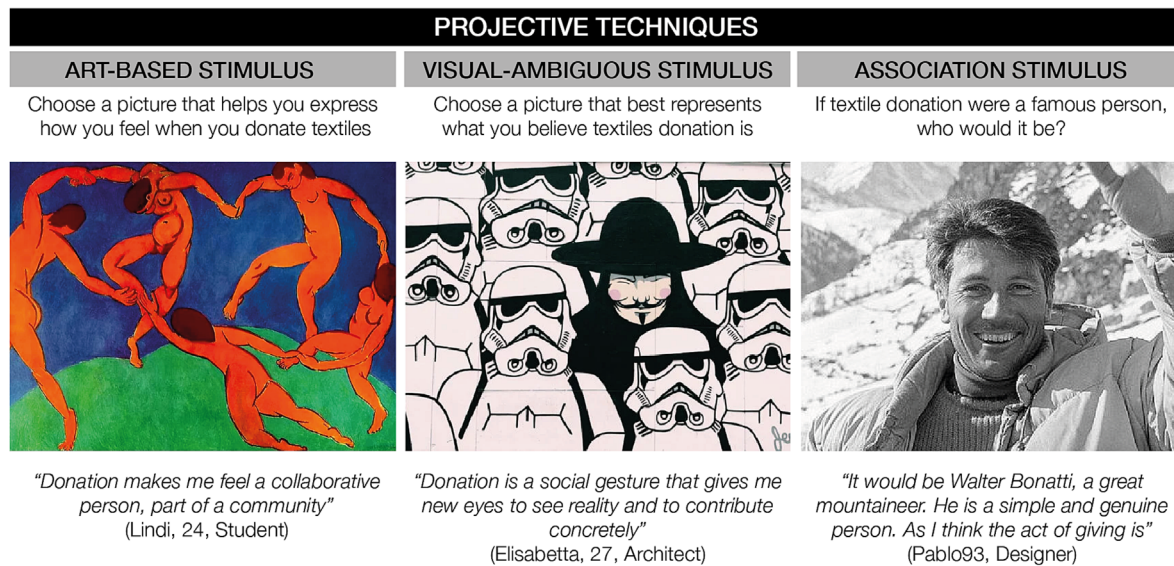 PROJECTIVE TECHNIQUES
ART-BASED STIMULUS
Choose a picture that helps you express
how you feel when you donate textiles
“Donation makes me feel a collaborative
person, part of a community”
(Lindi, 24, Student)
VISUAL-AMBIGUOUS STIMULUS
Choose a picture that best represents
what you believe textiles donation is
“Donation is a social gesture that gives me
new eyes to see reality and to contribute
concretely”
(Elisabetta, 27, Architect)
ASSOCIATION STIMULUS
If textile donation were a famous person,
who would it be?
“It would be Walter Bonatti, a great
mountaineer. He is a simple and genuine
person. As I think the act of giving is”
(Pablo93, Designer)